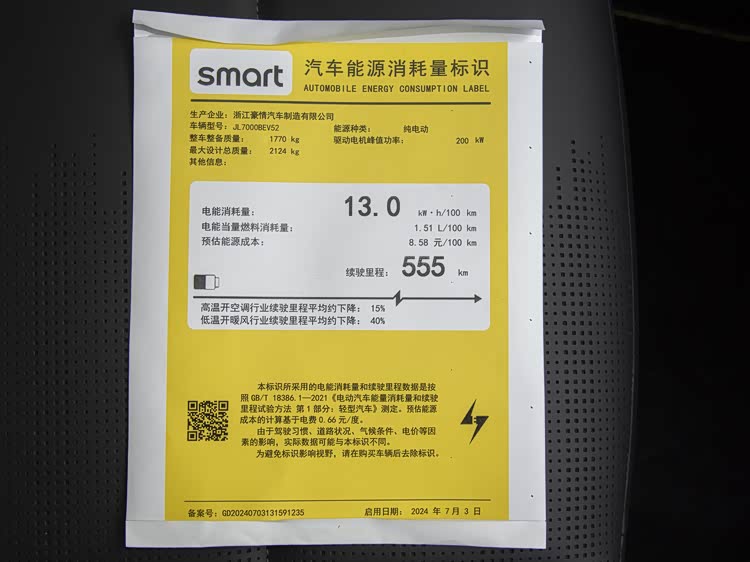 smart 汽车能源消耗量标识
AUTOMOBILE ENERGY CONSUMPTION LABEL
生产企业：浙江豪情汽车制造有限公司
车辆型号：JL7000BEV52 能源种类： 纯电动
整车整备质量： 1770 kg 驱动电机峰值功率： 200 kW
最大设计总质量： 2124 kg
其他信息：
电能消耗量： 13.0 kW·h/100 km
电能当量燃料消耗量： 1.51 L/100 km
预估能源成本： 8.58 元/100 km
续驶里程：555 km
高温开空调行业续驶里程平均约下降： 15%
低温开暖风行业续驶里程平均约下降： 40%
本标识所采用的电能消耗量和续驶里程数据是按
照 GB/T 18386.1—2021《电动汽车能量消耗量和续驶
里程试验方法 第1部分：轻型汽车》测定。预估能源
成本的计算基于电费 0.66 元/度。
由于驾驶习惯、道路状况、气候条件、电价等因
素的影响，实际数据可能与本标识不同。
为避免标识影响视野，请在购买车辆后去除标识。
备案号：GD20240703131591235 启用日期： 2024 年 7 月 3 日